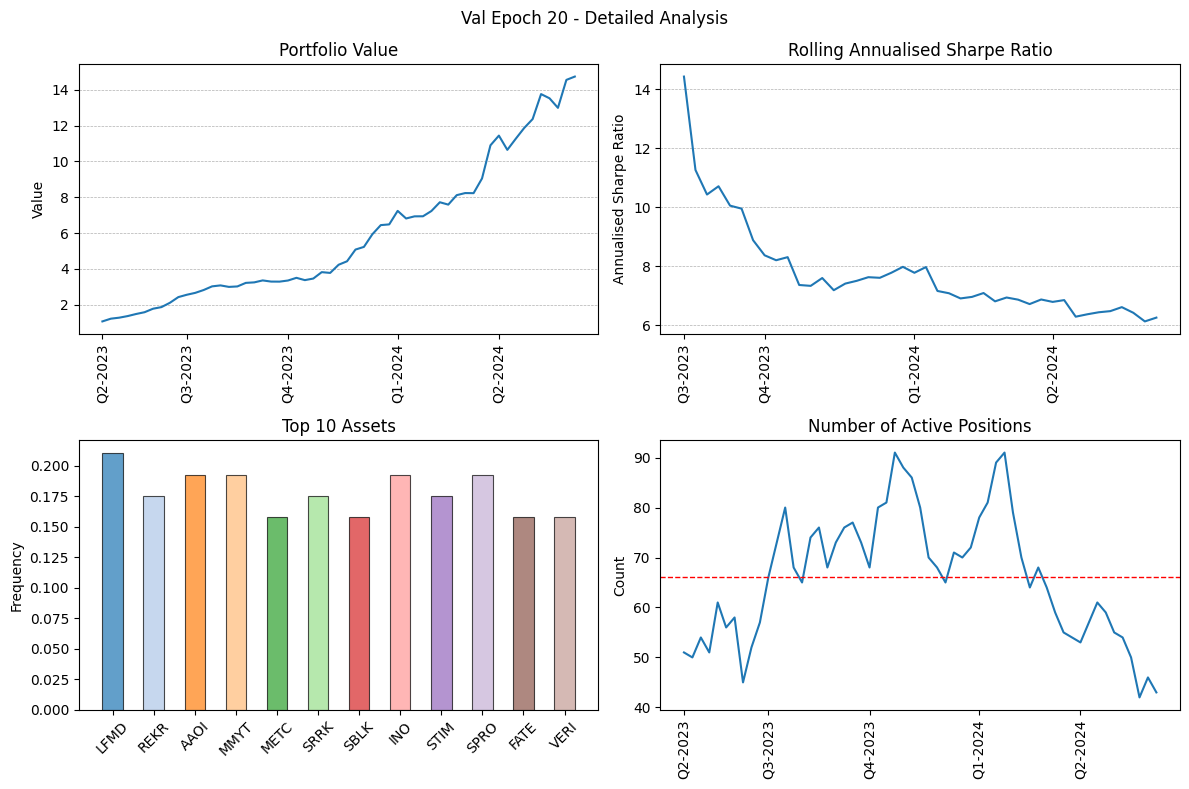 Val Epoch 20 - Detailed Analysis
Portfolio Value
Value
14
12
10
8
6
4
2
Q2-2023
Q3-2023
Q4-2023
Q1-2024
Q2-2024
Rolling Annualised Sharpe Ratio
Annualised Sharpe Ratio
14
12
10
8
6
Q3-2023
Q4-2023
Q1-2024
Q2-2024
Top 10 Assets
Frequency
0.200
0.175
0.150
0.125
0.100
0.075
0.050
0.025
0.000
LFMD
REKR
AAOI
MMYT
METC
SRRK
SBLK
INO
STIM
SPRO
FATE
VERI
Number of Active Positions
Count
90
80
70
60
50
40
Q2-2023
Q3-2023
Q4-2023
Q1-2024
Q2-2024